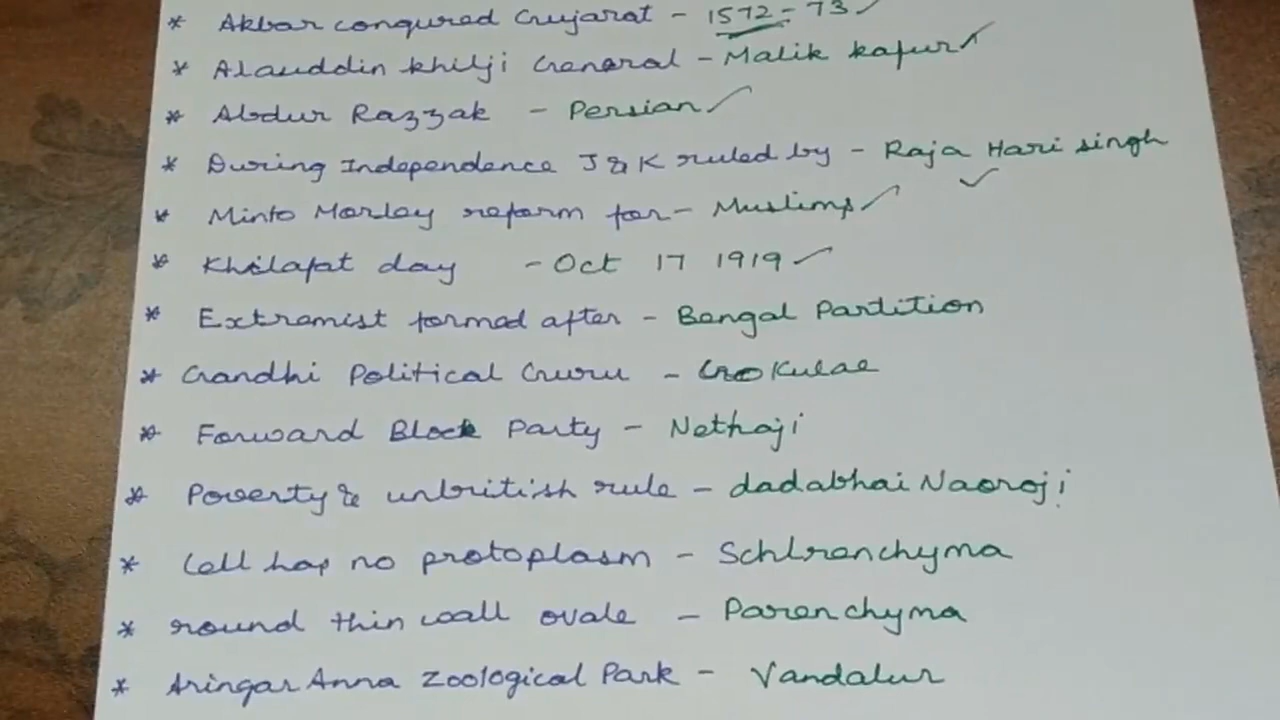 * Akbar conqured Gujarat - 1572-73 ✓
* Alauddin khilji General - Malik kafur ✓
* Abdur Razzak - Persian ✓
* During Independence J & K ruled by - Raja Hari singh ✓
* Minto Morley reform for - Muslims ✓
* Khilafat day - Oct 17 1919 ✓
* Extremist formed after - Bengal Partition
* Gandhi Political Guru - Gokulae
* Forward Block Party - Nethaji
* Poverty & unbritish rule - dadabhai Naoroji
* Cell has no protoplasm - Schlrenchyma
* round thin wall ovale - Parenchyma
* Aringar Anna Zoological Park - Vandalur